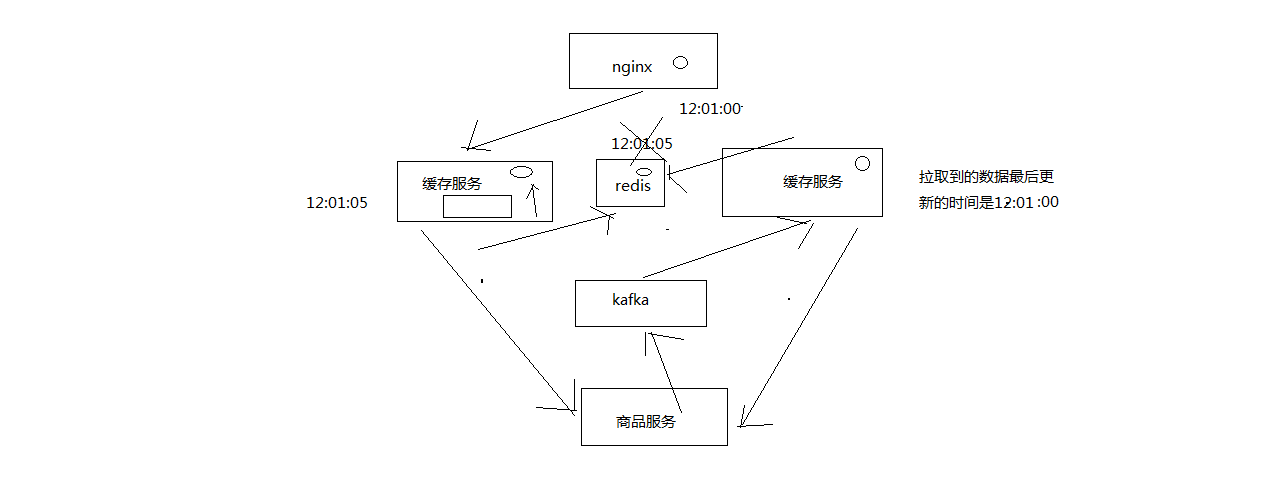 nginx
12:01:00
12:01:05
缓存服务
redis
缓存服务
12:01:05
拉取到的数据最后更
新的时间是12:01:00
kafka
商品服务